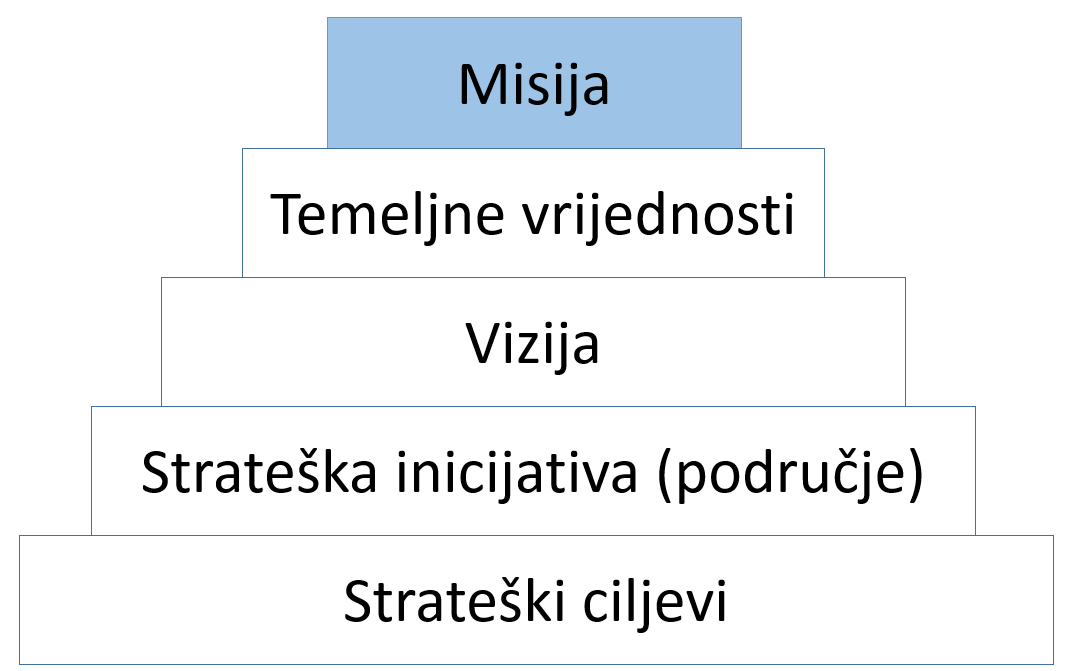 Misija
Temeljne vrijednosti
Vizija
Strateška inicijativa (područje)
Strateški ciljevi